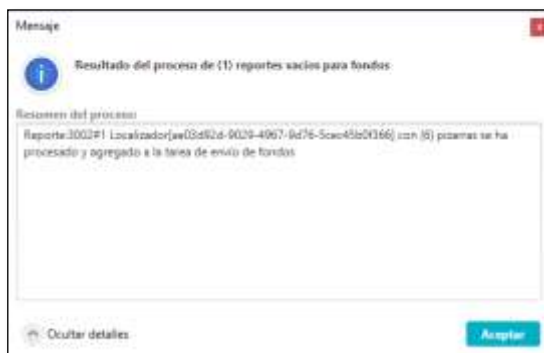 Mensaje
Resultado del proceso de (1) reportes vacios para fondos
Resumen del proceso:
Reporte:3002#1 Localizador[ae03d92d-9029-4967-9d76-5cec45b0f366] con (6) pizarras se ha
procesado y agregado a la tarea de envío de fondos
Ocultar detalles
Aceptar